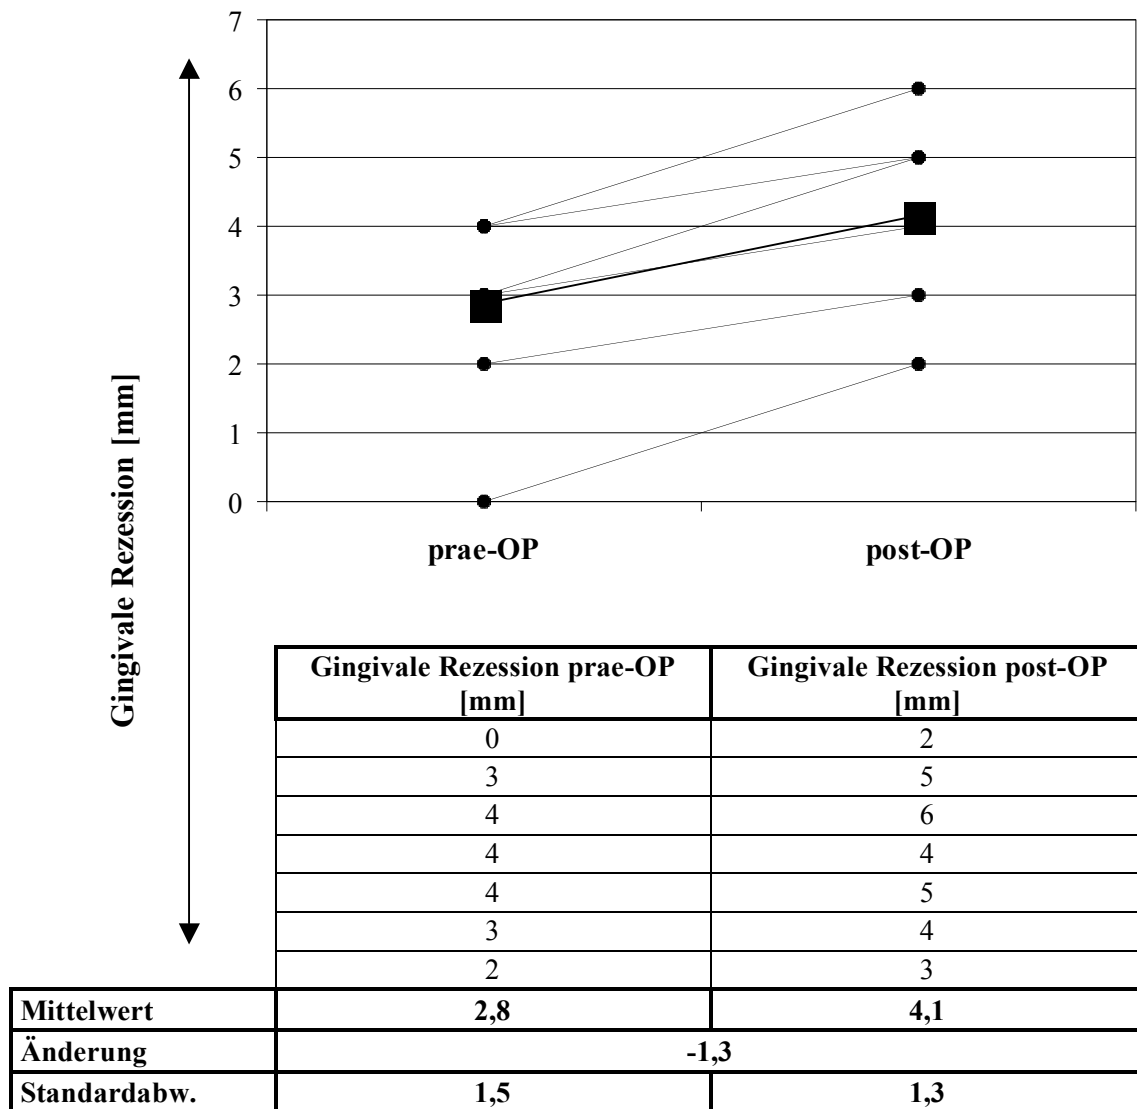 7
6
5
4
3
2
1
0
Gingivale Rezession [mm]
prae-OP post-OP
Gingivale Rezession prae-OP [mm] Gingivale Rezession post-OP [mm]
0 2
3 5
4 6
4 4
4 5
3 4
2 3
Mittelwert 2,8 4,1
Änderung -1,3
Standardabw. 1,5 1,3